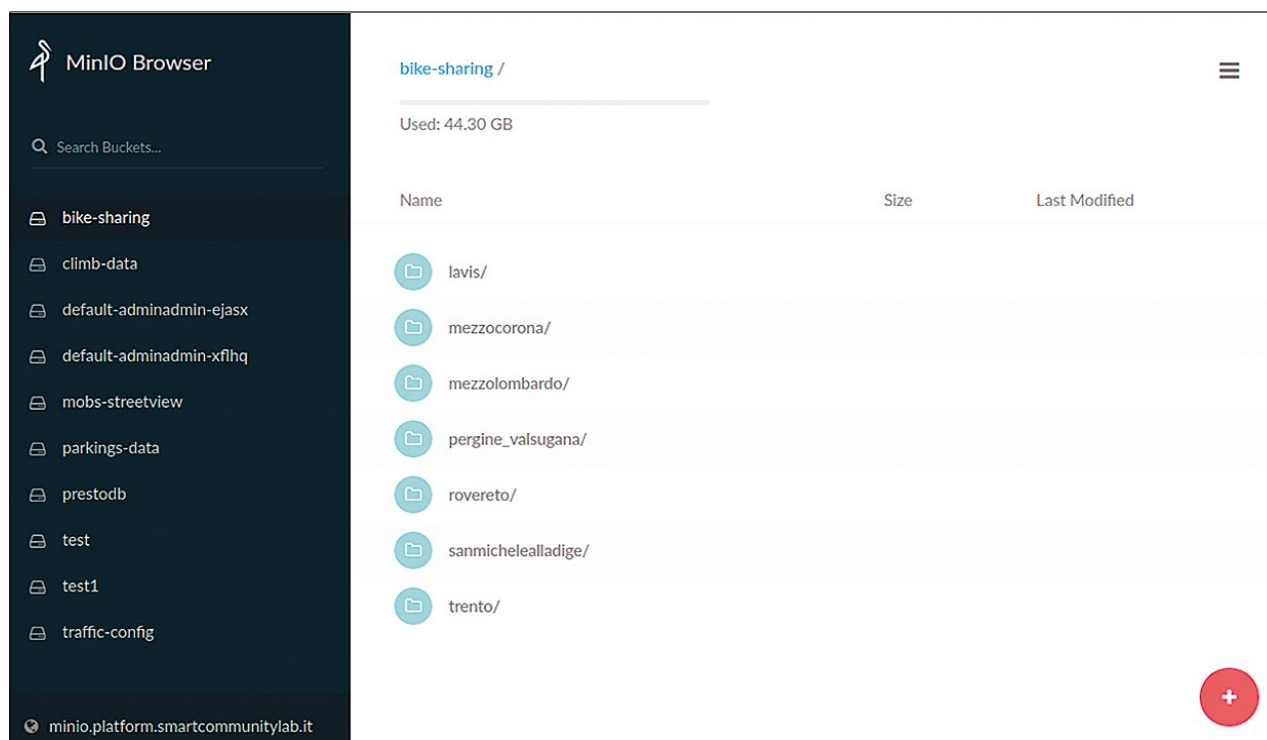 MinIO Browser
Search Buckets...
bike-sharing
climb-data
default-adminadmin-ejasx
default-adminadmin-xflhq
mobs-streetview
parkings-data
prestodb
test
test1
traffic-config
minio.platform.smartcommunitylab.it
bike-sharing /
Used: 44.30 GB
Name Size Last Modified
lavis/
mezzocorona/
mezzolombardo/
pergine_valsugana/
rovereto/
sanmichelealladige/
trento/